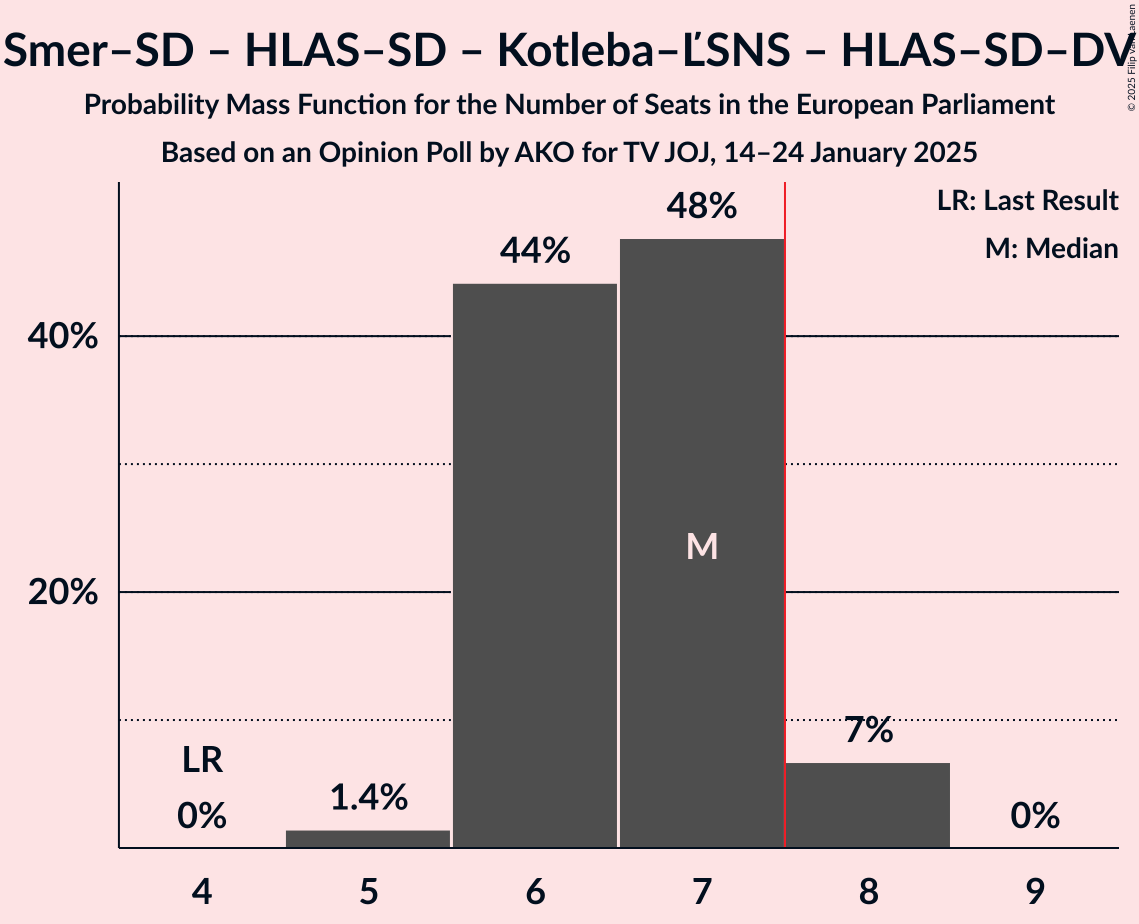 Smer–SD – HLAS–SD – Kotleba–ĽSNS – HLAS–SD–DV
Probability Mass Function for the Number of Seats in the European Parliament
Based on an Opinion Poll by AKO for TV JOJ, 14–24 January 2025
© 2025 Filip van Laenen
LR: Last Result
M: Median
48%
44%
40%
M
20%
7%
LR
1.4%
0%
0%
4 5 6 7 8 9